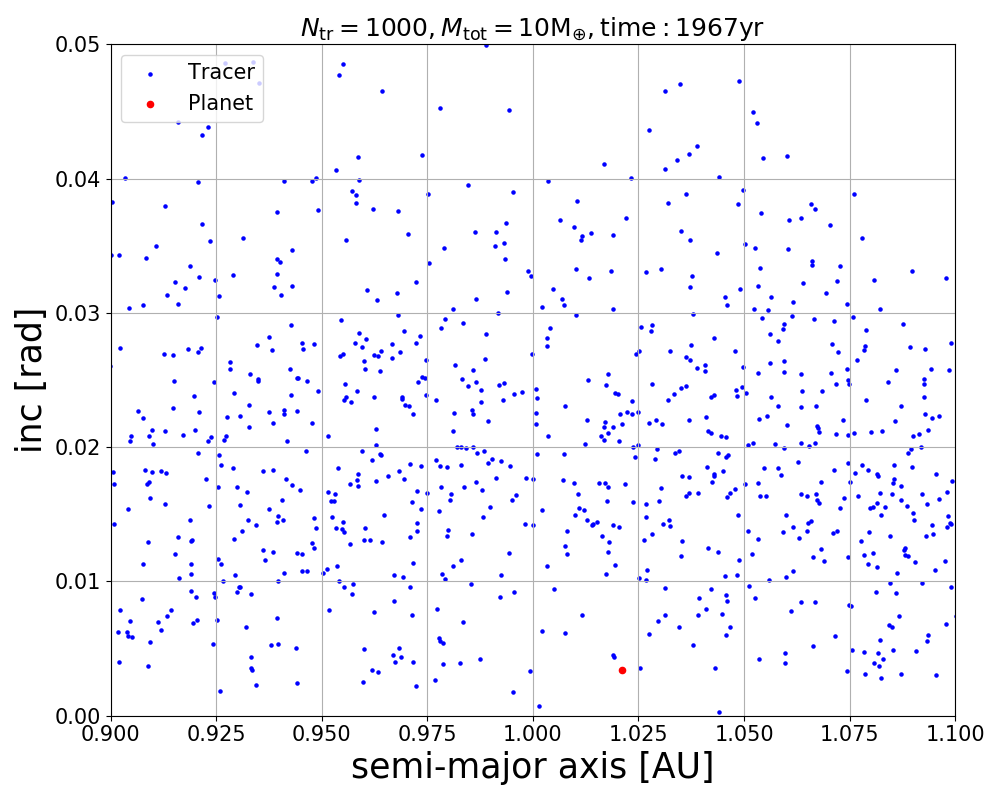 N_tr = 1000, M_tot = 10M_⊕, time : 1967yr
Tracer
Planet
inc [rad]
0.05
0.04
0.03
0.02
0.01
0.00
0.900 0.925 0.950 0.975 1.000 1.025 1.050 1.075 1.100
semi-major axis [AU]